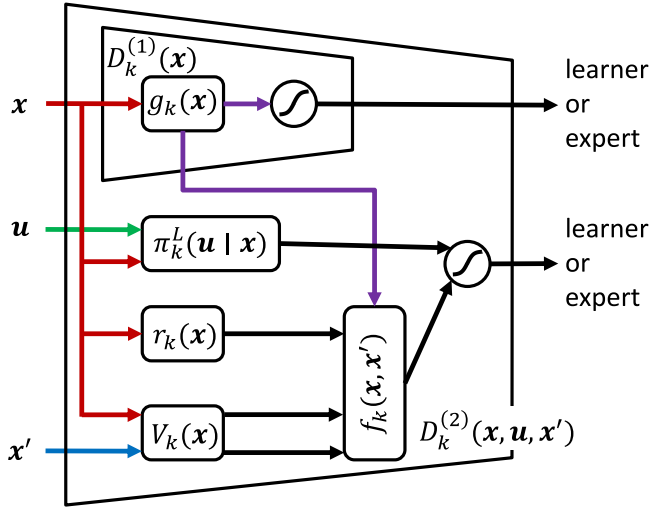 D_k^{(1)}(x)
x
g_k(x)
learner
or
expert
u
π_k^L(u | x)
learner
or
expert
r_k(x)
f_k(x, x′)
V_k(x)
D_k^{(2)}(x, u, x′)
x′